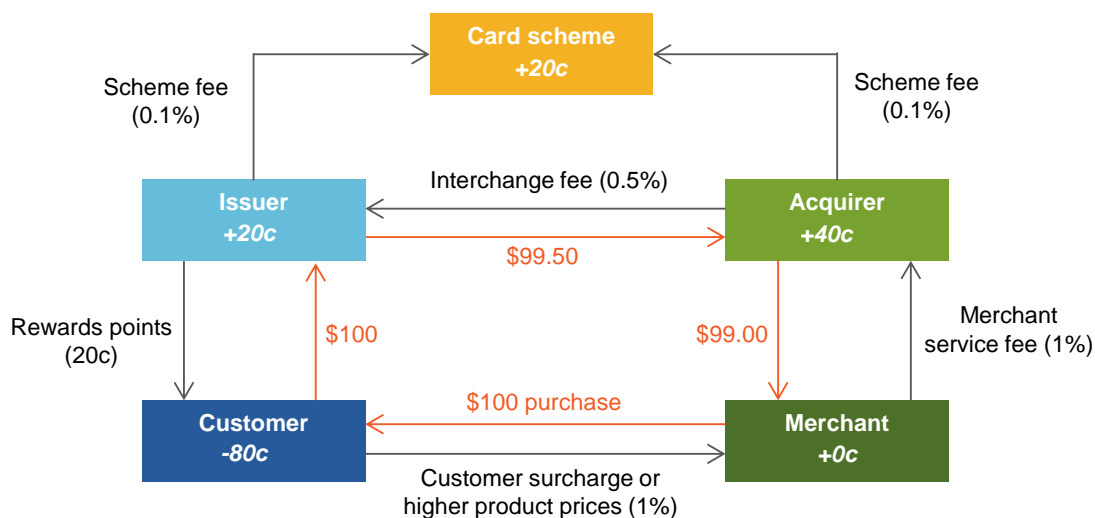 Card scheme
+20c
Scheme fee
(0.1%)
Scheme fee
(0.1%)
Interchange fee (0.5%)
Issuer
+20c
Acquirer
+40c
$99.50
Rewards points
(20c)
$100
$99.00
Merchant
service fee (1%)
$100 purchase
Customer
-80c
Merchant
+0c
Customer surcharge or
higher product prices (1%)